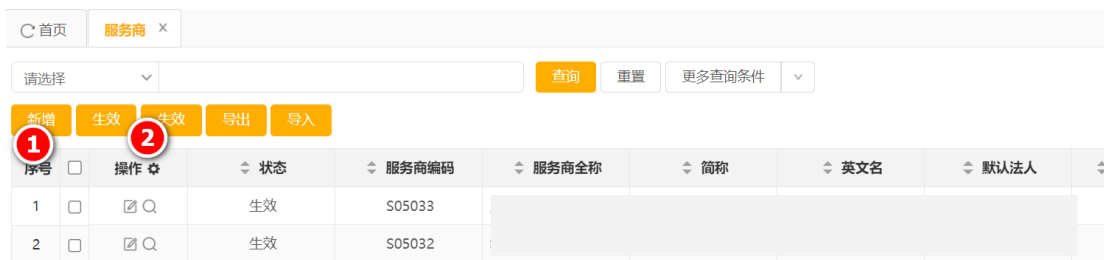 首页 服务商 X
请选择 查询 重置 更多查询条件
新增 生效 失效 导出 导入
1 2
序号 操作 状态 服务商编码 服务商全称 简称 英文名 默认法人
1 生效 S05033
2 生效 S05032